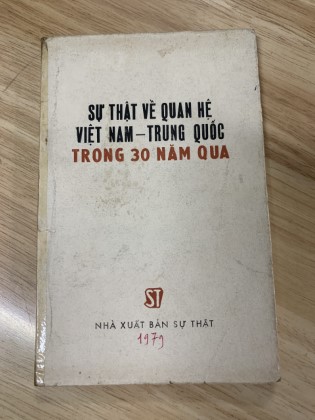 SỰ THẬT VỀ QUAN HỆ
VIỆT NAM — TRUNG QUỐC
TRONG 30 NĂM QUA
ST
NHÀ XUẤT BẢN SỰ THẬT
1979